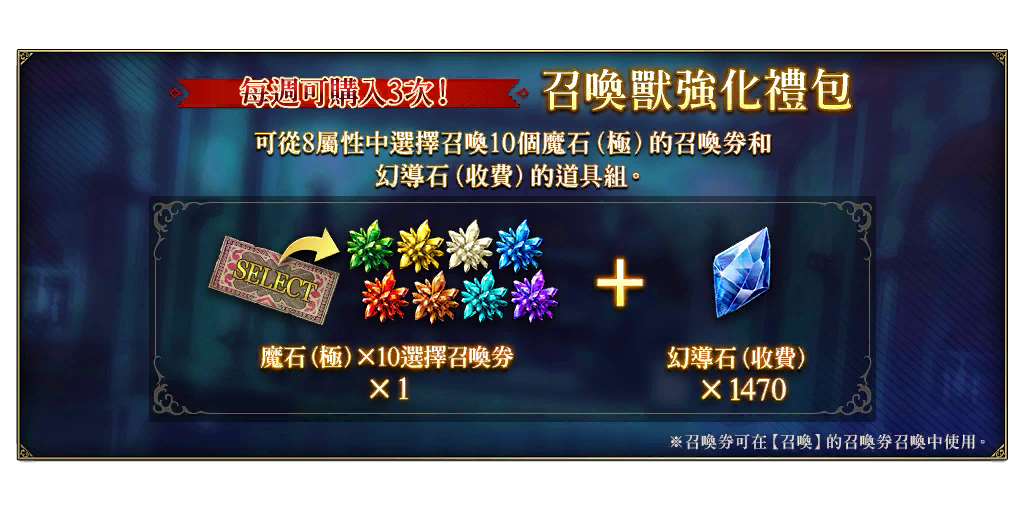 每週可購入3次！ 召喚獸強化禮包
可從8屬性中選擇召喚10個魔石（極）的召喚券和
幻導石（收費）的道具組。
SELECT
+
魔石（極）×10選擇召喚券
×1
幻導石（收費）
×1470
※召喚券可在【召喚】的召喚券召喚中使用。